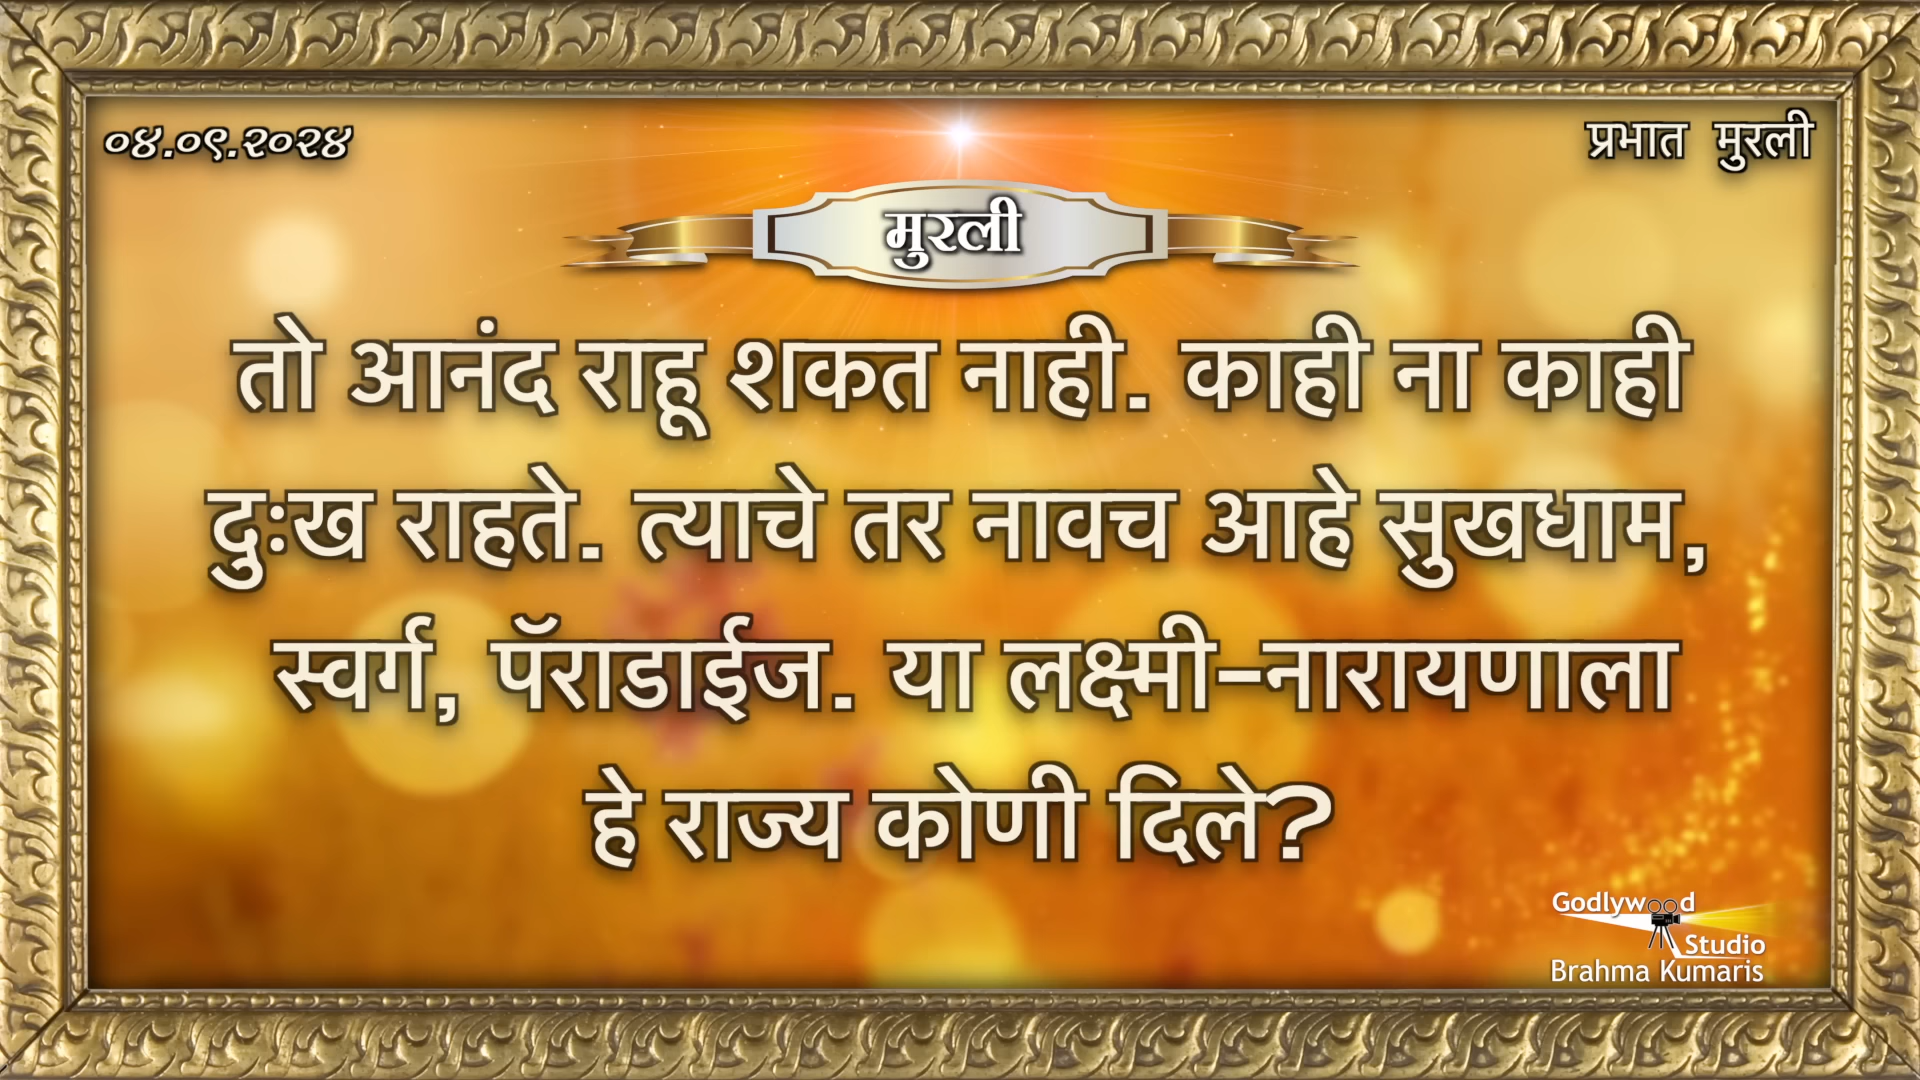 ०४.०९.२०२४
प्रभात मुरली
मुरली
तो आनंद राहू शकत नाही. काही ना काही
दुःख राहते. त्याचे तर नावच आहे सुखधाम,
स्वर्ग, पॅराडाईज. या लक्ष्मी-नारायणाला
हे राज्य कोणी दिले?
Godlywood
Studio
Brahma Kumaris